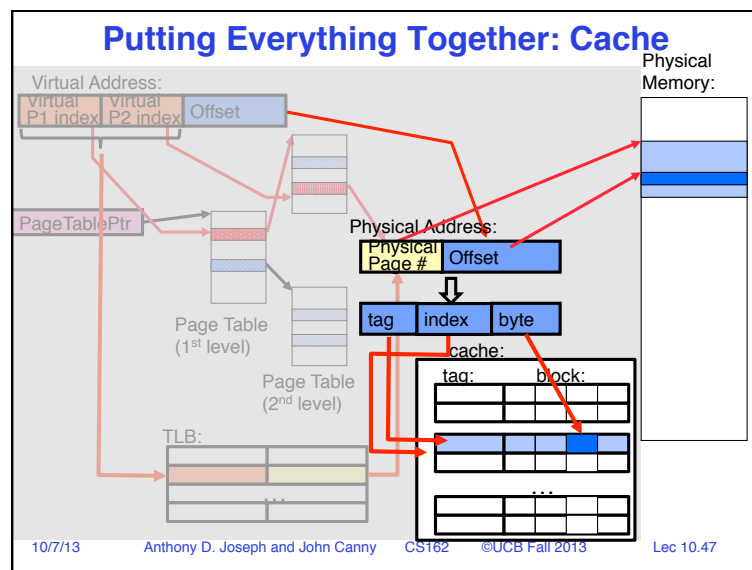 Putting Everything Together: Cache
Physical
Memory:
Virtual Address:
Virtual
P1 index
Virtual
P2 index
Offset
PageTablePtr
Physical Address:
Physical
Page #
Offset
tag
index
byte
Page Table
(1st level)
Page Table
(2nd level)
cache:
tag:
block:
TLB:
...
...
10/7/13
Anthony D. Joseph and John Canny
CS162
©UCB Fall 2013
Lec 10.47